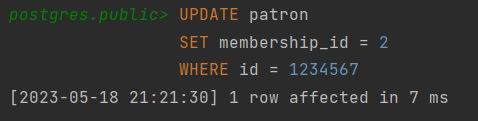 postgres.public> UPDATE patron
SET membership_id = 2
WHERE id = 1234567
[2023-05-18 21:21:30] 1 row affected in 7 ms